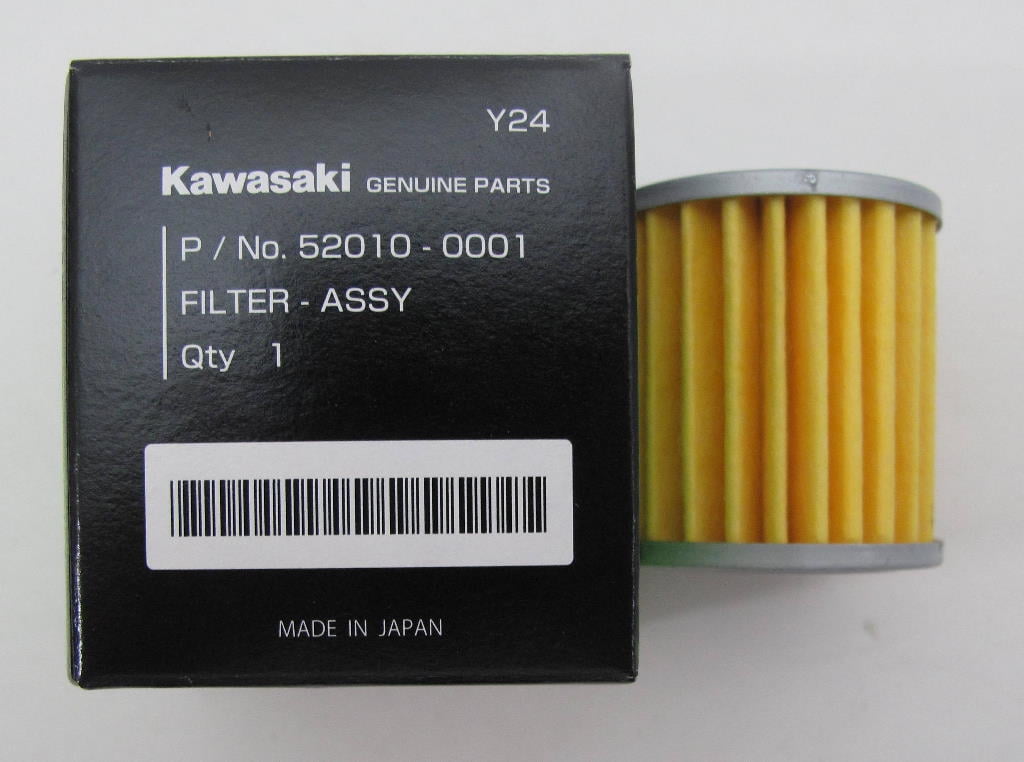 Y24
Kawasaki GENUINE PARTS
P / No. 52010 - 0001
FILTER - ASSY
Qty 1
MADE IN JAPAN